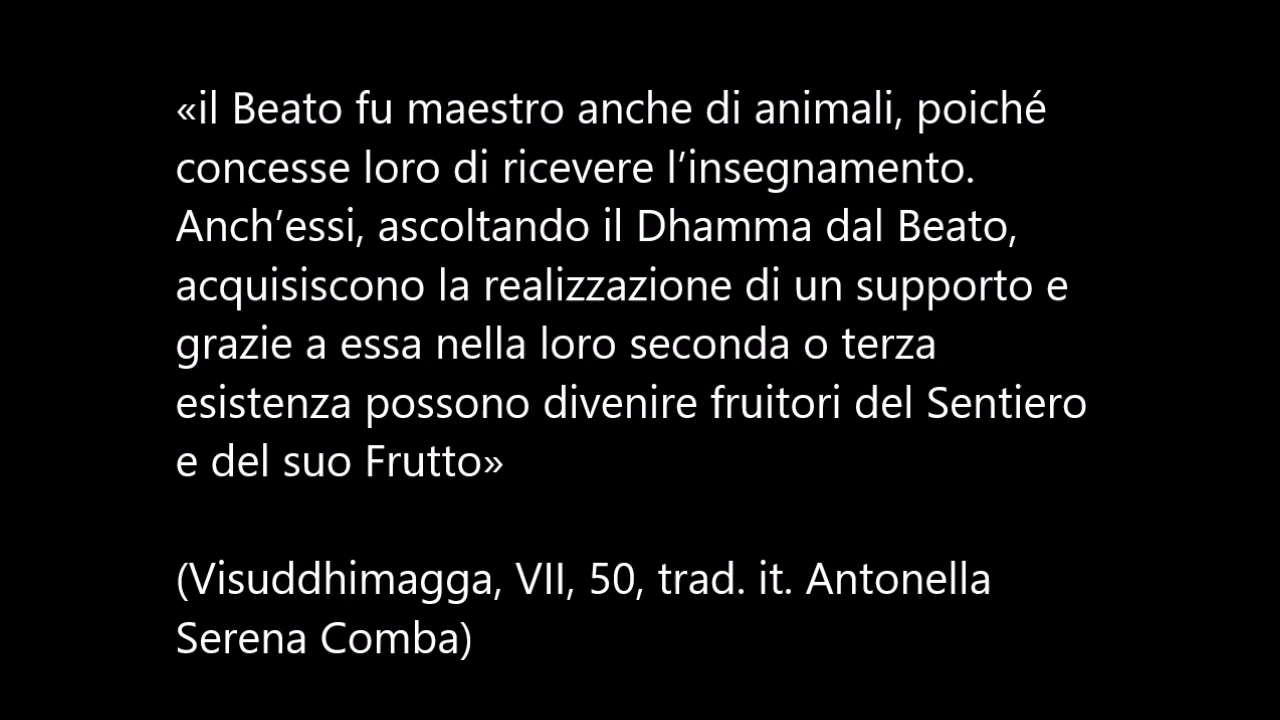 «il Beato fu maestro anche di animali, poiché
concesse loro di ricevere l’insegnamento.
Anch’essi, ascoltando il Dhamma dal Beato,
acquisiscono la realizzazione di un supporto e
grazie a essa nella loro seconda o terza
esistenza possono divenire fruitori del Sentiero
e del suo Frutto»
(Visuddhimagga, VII, 50, trad. it. Antonella
Serena Comba)